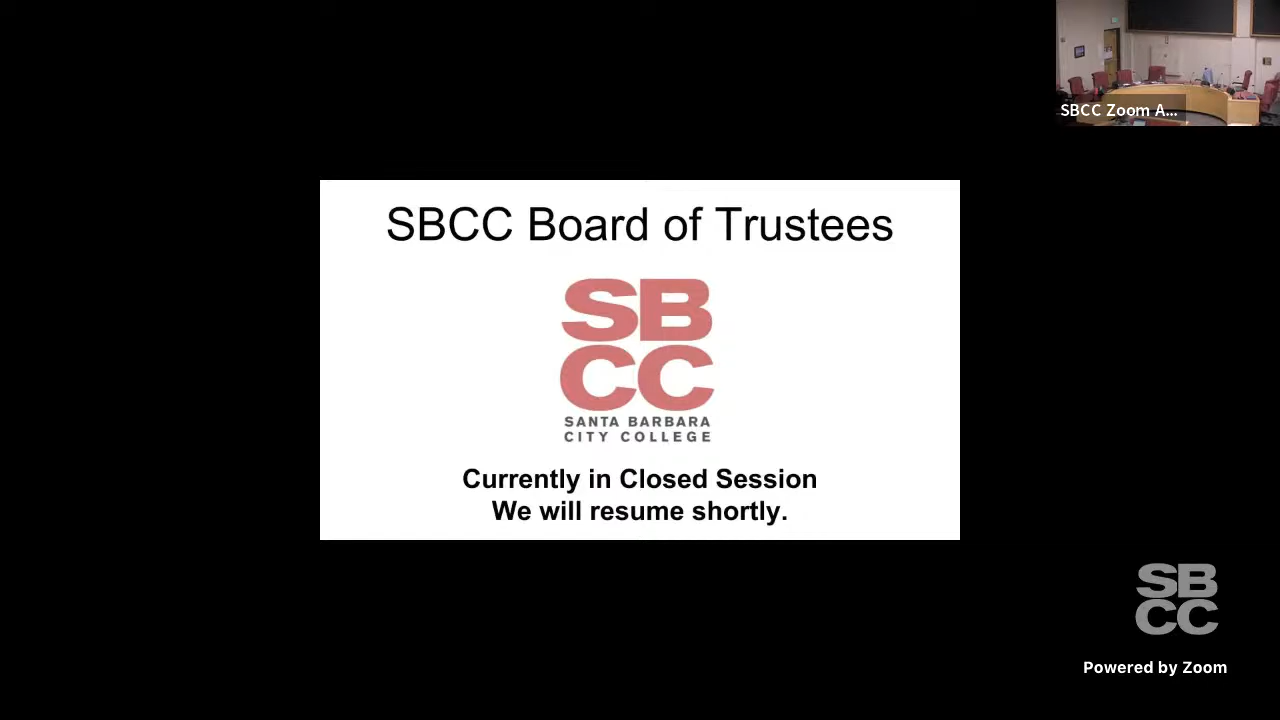 SBCC Zoom A...
SBCC Board of Trustees
SB
CC
SANTA BARBARA
CITY COLLEGE
Currently in Closed Session
We will resume shortly.
SB
CC
Powered by Zoom